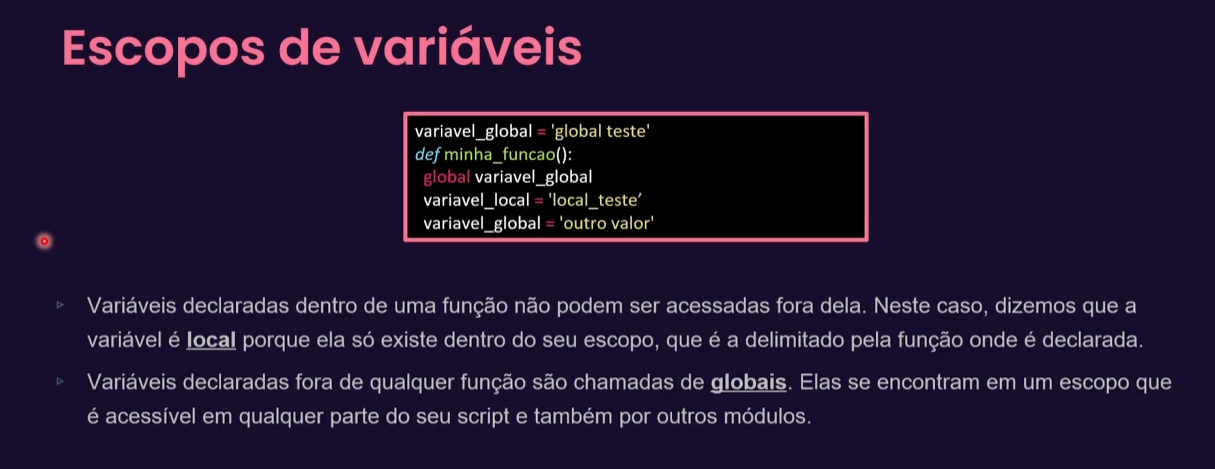 Escopos de variáveis
variavel_global = 'global teste'
def minha_funcao():
global variavel_global
variavel_local = 'local_teste’
variavel_global = 'outro valor'
Variáveis declaradas dentro de uma função não podem ser acessadas fora dela. Neste caso, dizemos que a
variável é local porque ela só existe dentro do seu escopo, que é a delimitado pela função onde é declarada.
Variáveis declaradas fora de qualquer função são chamadas de globais. Elas se encontram em um escopo que
é acessível em qualquer parte do seu script e também por outros módulos.